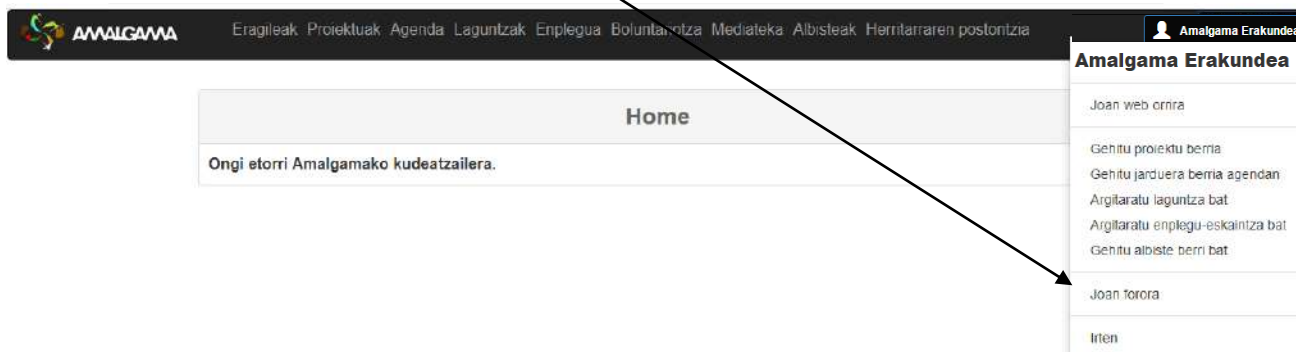 AMALGAMA
Eragileak Proiektuak Agenda Laguntzak Enplegua Boluntariotza Mediateka Albisteak Herritarraren postontzia
Amalgama Erakundea
Amalgama Erakundea
Joan web orrira
Home
Ongi etorri Amalgamako kudeatzailera.
Gehitu proiektu berria
Gehitu jarduera berria agendan
Argitaratu laguntza bat
Argitaratu enplegu-eskaintza bat
Gehitu albiste berri bat
Joan forora
Irten